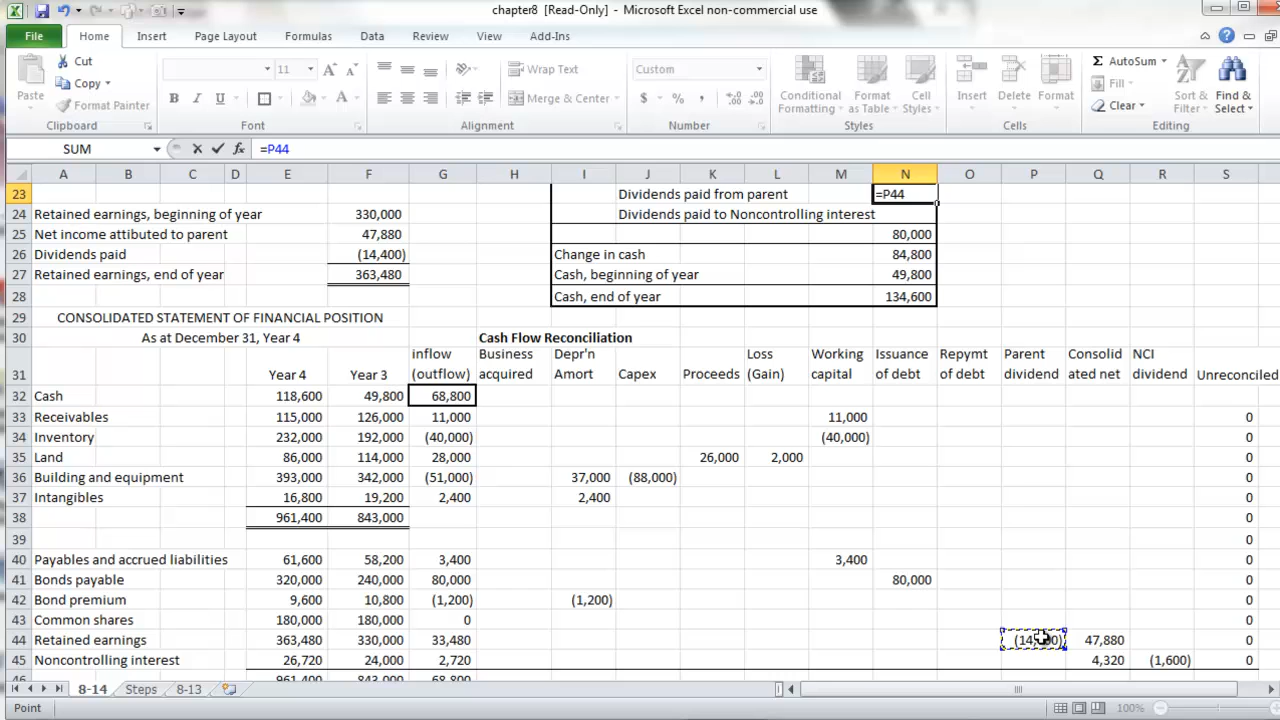 chapter8 [Read-Only] - Microsoft Excel non-commercial use
File Home Insert Page Layout Formulas Data Review View Add-Ins
Paste Cut Copy Format Painter Clipboard
11 B I U Font
Wrap Text Merge & Center Alignment
Custom $ % , Number
Conditional Formatting Format as Table Cell Styles Styles
Insert Delete Format Cells
Σ AutoSum Fill Clear Sort & Filter Find & Select Editing
SUM fx =P44
A B C D E F G H I J K L M N O P Q R S
23 Dividends paid from parent =P44
24 Retained earnings, beginning of year 330,000 Dividends paid to Noncontrolling interest
25 Net income attibuted to parent 47,880 80,000
26 Dividends paid (14,400) Change in cash 84,800
27 Retained earnings, end of year 363,480 Cash, beginning of year 49,800
28 Cash, end of year 134,600
29 CONSOLIDATED STATEMENT OF FINANCIAL POSITION
30 As at December 31, Year 4 Cash Flow Reconciliation
inflow Business Depr'n Loss Working Issuance Repymt Parent Consolid NCI
31 Year 4 Year 3 (outflow) acquired Amort Capex Proceeds (Gain) capital of debt of debt dividend ated net dividend Unreconciled
32 Cash 118,600 49,800 68,800
33 Receivables 115,000 126,000 11,000 11,000 0
34 Inventory 232,000 192,000 (40,000) (40,000) 0
35 Land 86,000 114,000 28,000 26,000 2,000 0
36 Building and equipment 393,000 342,000 (51,000) 37,000 (88,000) 0
37 Intangibles 16,800 19,200 2,400 2,400 0
38 961,400 843,000 0
39 0
40 Payables and accrued liabilities 61,600 58,200 3,400 3,400 0
41 Bonds payable 320,000 240,000 80,000 80,000 0
42 Bond premium 9,600 10,800 (1,200) (1,200) 0
43 Common shares 180,000 180,000 0 0
44 Retained earnings 363,480 330,000 33,480 47,880 0
45 Noncontrolling interest 26,720 24,000 2,720 4,320 (1,600) 0
46 961,400 843,000 68,800
8-14 Steps 8-13
Point 100%